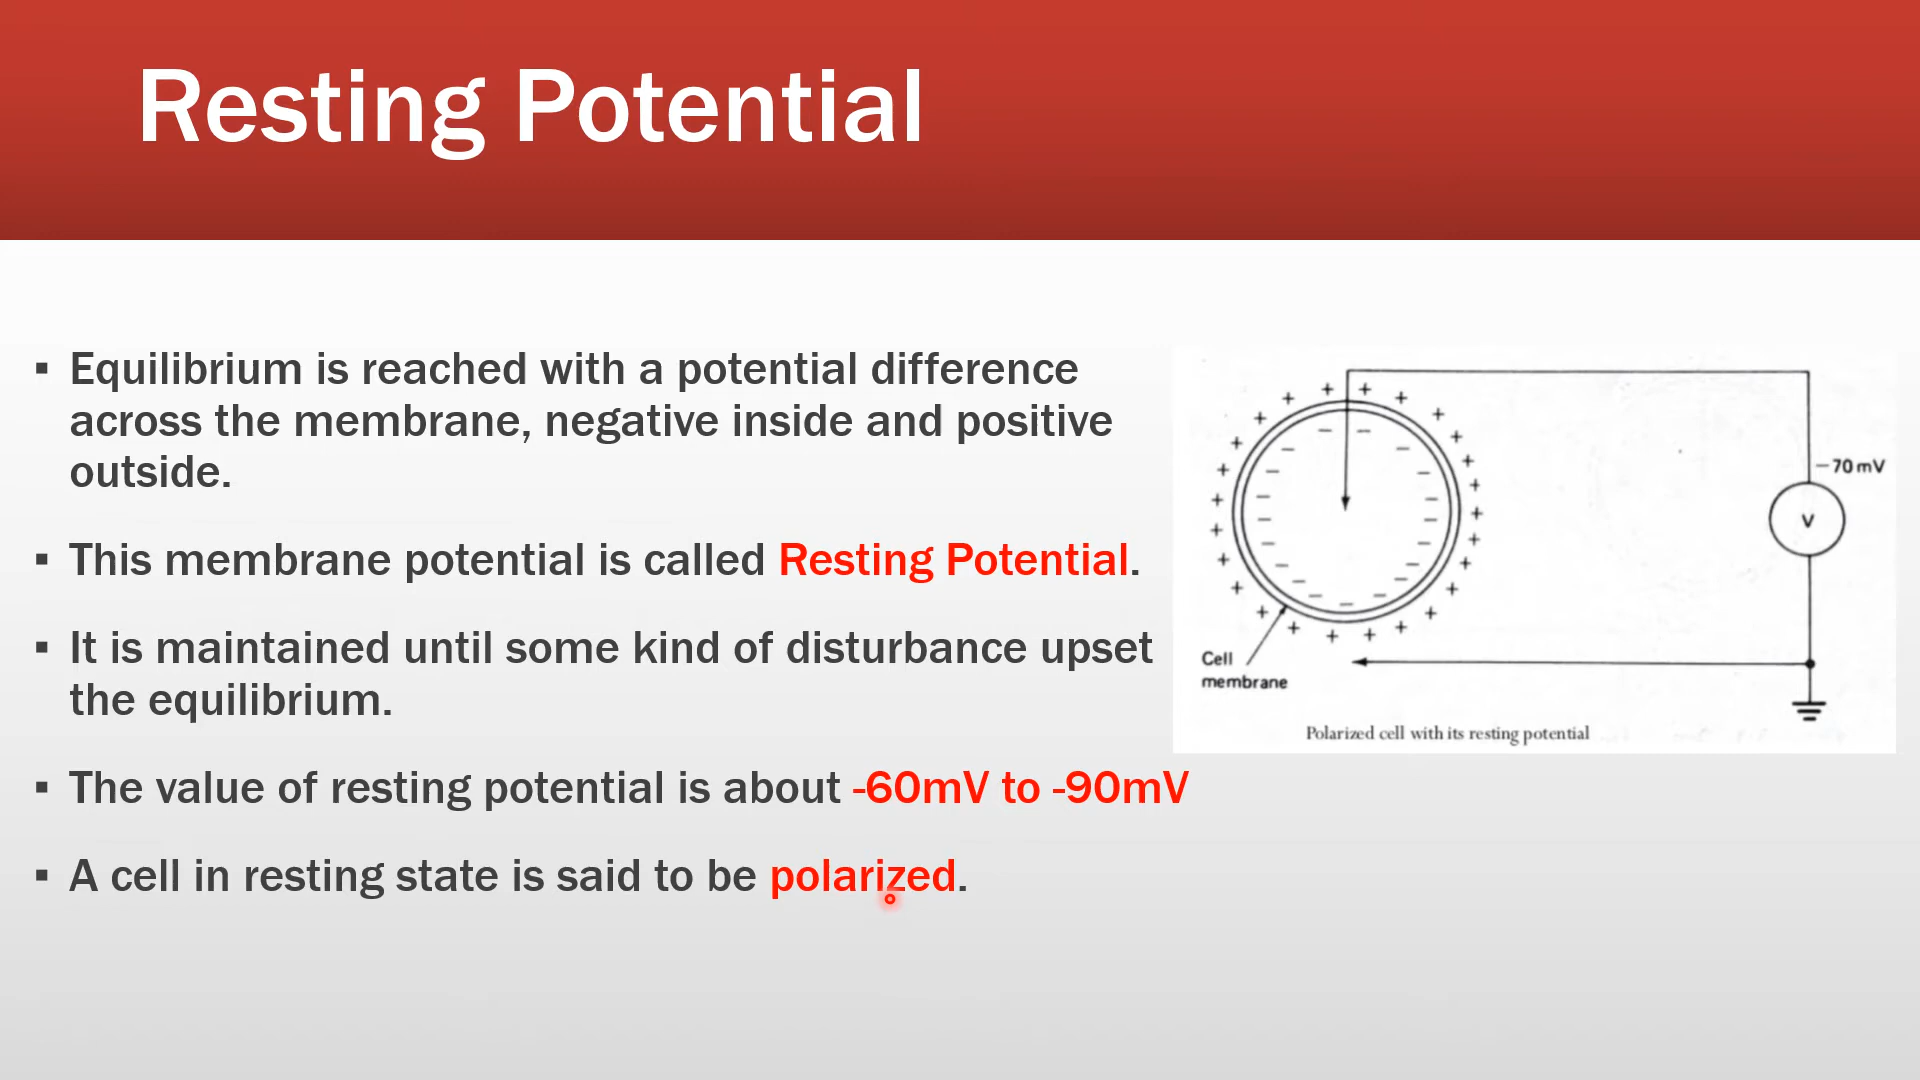 Resting Potential
▪ Equilibrium is reached with a potential difference
across the membrane, negative inside and positive
outside.
▪ This membrane potential is called Resting Potential.
▪ It is maintained until some kind of disturbance upset
the equilibrium.
▪ The value of resting potential is about -60mV to -90mV
▪ A cell in resting state is said to be polarized.
−70 mV
V
Cell
membrane
Polarized cell with its resting potential